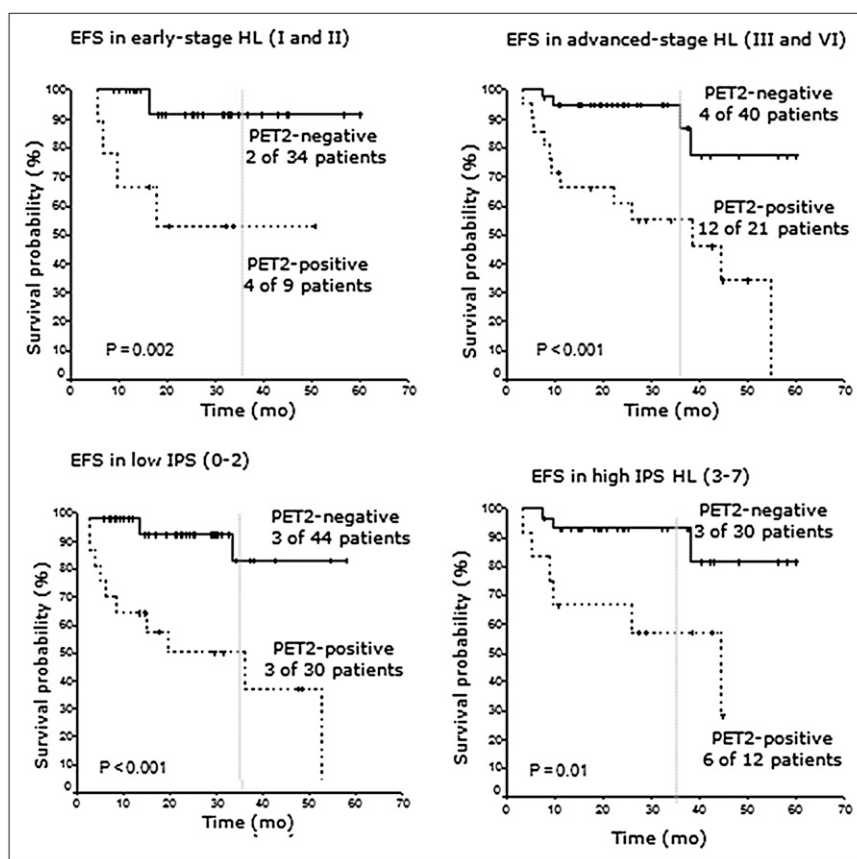 EFS in early-stage HL (I and II)
Survival probability (%)
100
90
80
70
60
50
40
30
20
10
0
PET2-negative
2 of 34 patients
PET2-positive
4 of 9 patients
P = 0.002
0 10 20 30 40 50 60 70
Time (mo)
EFS in advanced-stage HL (III and VI)
Survival probability (%)
100
90
80
70
60
50
40
30
20
10
0
PET2-negative
4 of 40 patients
PET2-positive
12 of 21 patients
P < 0.001
0 10 20 30 40 50 60 70
Time (mo)
EFS in low IPS (0-2)
Survival probability (%)
100
90
80
70
60
50
40
30
20
10
0
PET2-negative
3 of 44 patients
PET2-positive
3 of 30 patients
P < 0.001
0 10 20 30 40 50 60 70
Time (mo)
EFS in high IPS HL (3-7)
Survival probability (%)
100
90
80
70
60
50
40
30
20
10
0
PET2-negative
3 of 30 patients
PET2-positive
6 of 12 patients
P = 0.01
0 10 20 30 40 50 60 70
Time (mo)